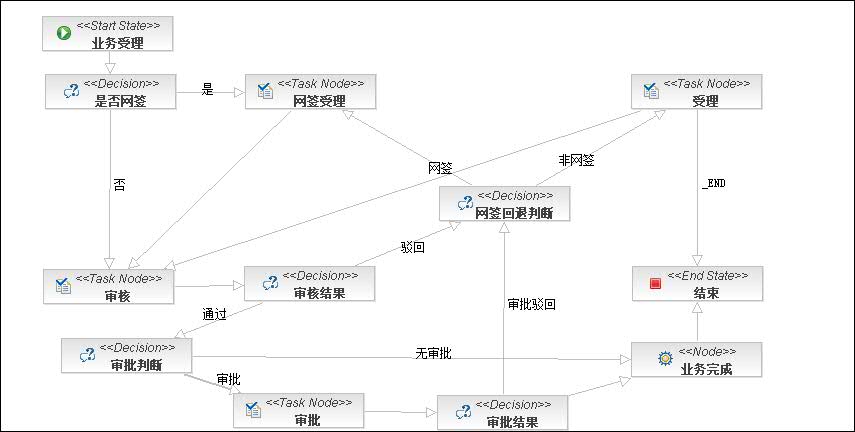 <<Start State>>
业务受理
<<Decision>>
是否网签
是
<<Task Node>>
网签受理
<<Task Node>>
受理
网签
非网签
否
_END
<<Decision>>
网签回退判断
驳回
<<Task Node>>
审核
<<Decision>>
审核结果
<<End State>>
结束
通过
审批驳回
<<Decision>>
审批判断
无审批
<<Node>>
业务完成
审批
<<Task Node>>
审批
<<Decision>>
审批结果